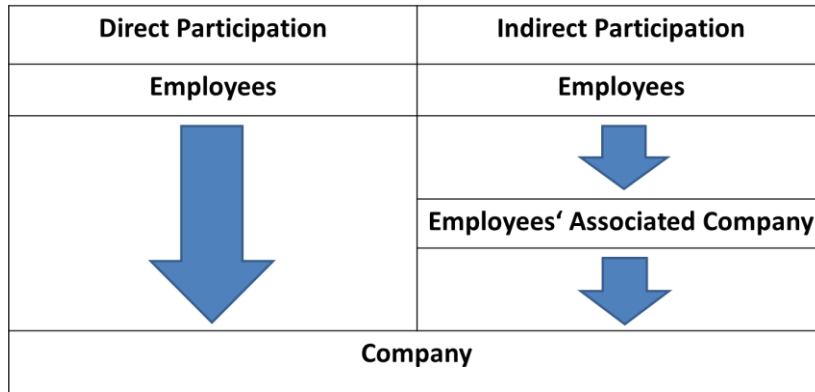 Direct Participation
Indirect Participation
Employees
Employees
Employees‘ Associated Company
Company